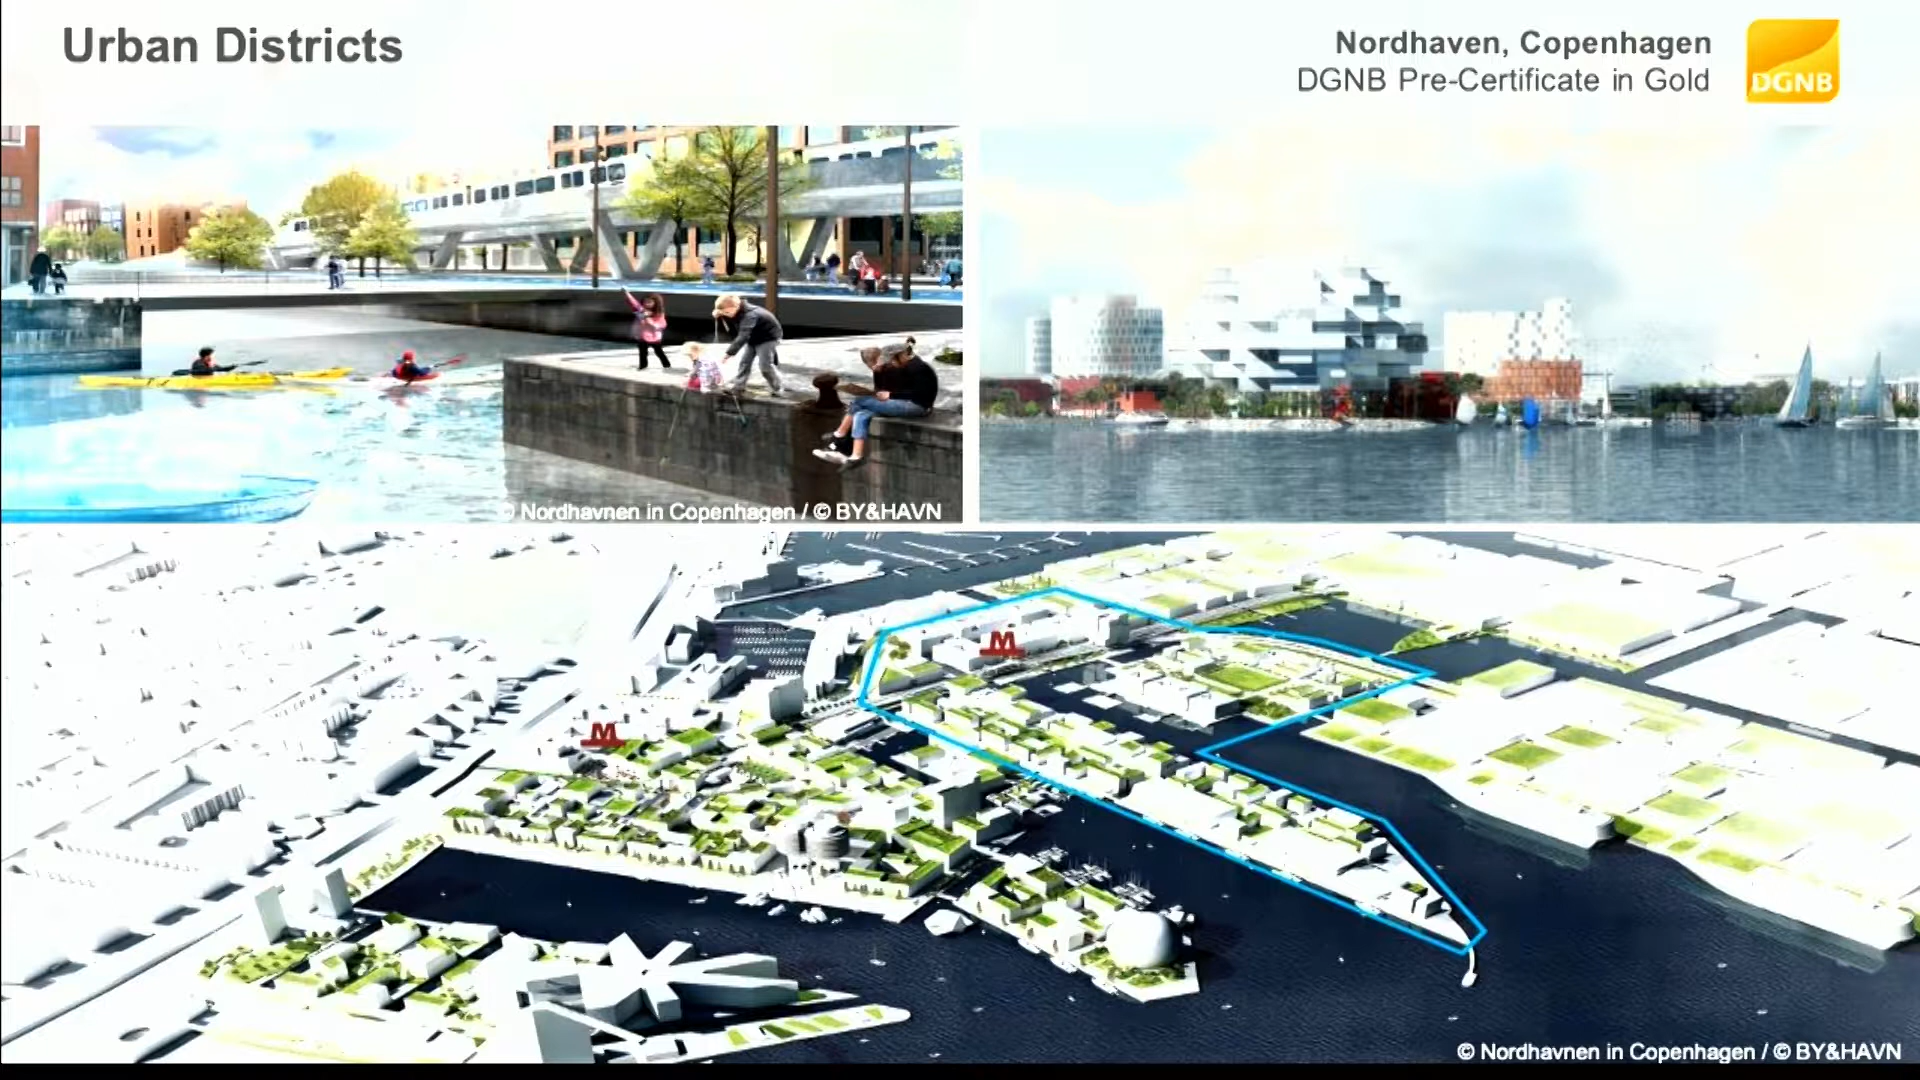 Urban Districts
Nordhaven, Copenhagen
DGNB Pre-Certificate in Gold
DGNB
© Nordhavnen in Copenhagen / © BY&HAVN
M
M
© Nordhavnen in Copenhagen / © BY&HAVN